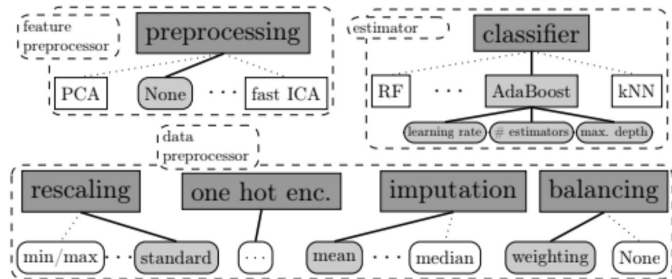 feature
preprocessor
preprocessing
PCA
None
...
fast ICA
estimator
classifier
RF
...
AdaBoost
kNN
learning rate
# estimators
max. depth
data
preprocessor
rescaling
one hot enc.
imputation
balancing
min/max
...
standard
...
mean
...
median
weighting
None